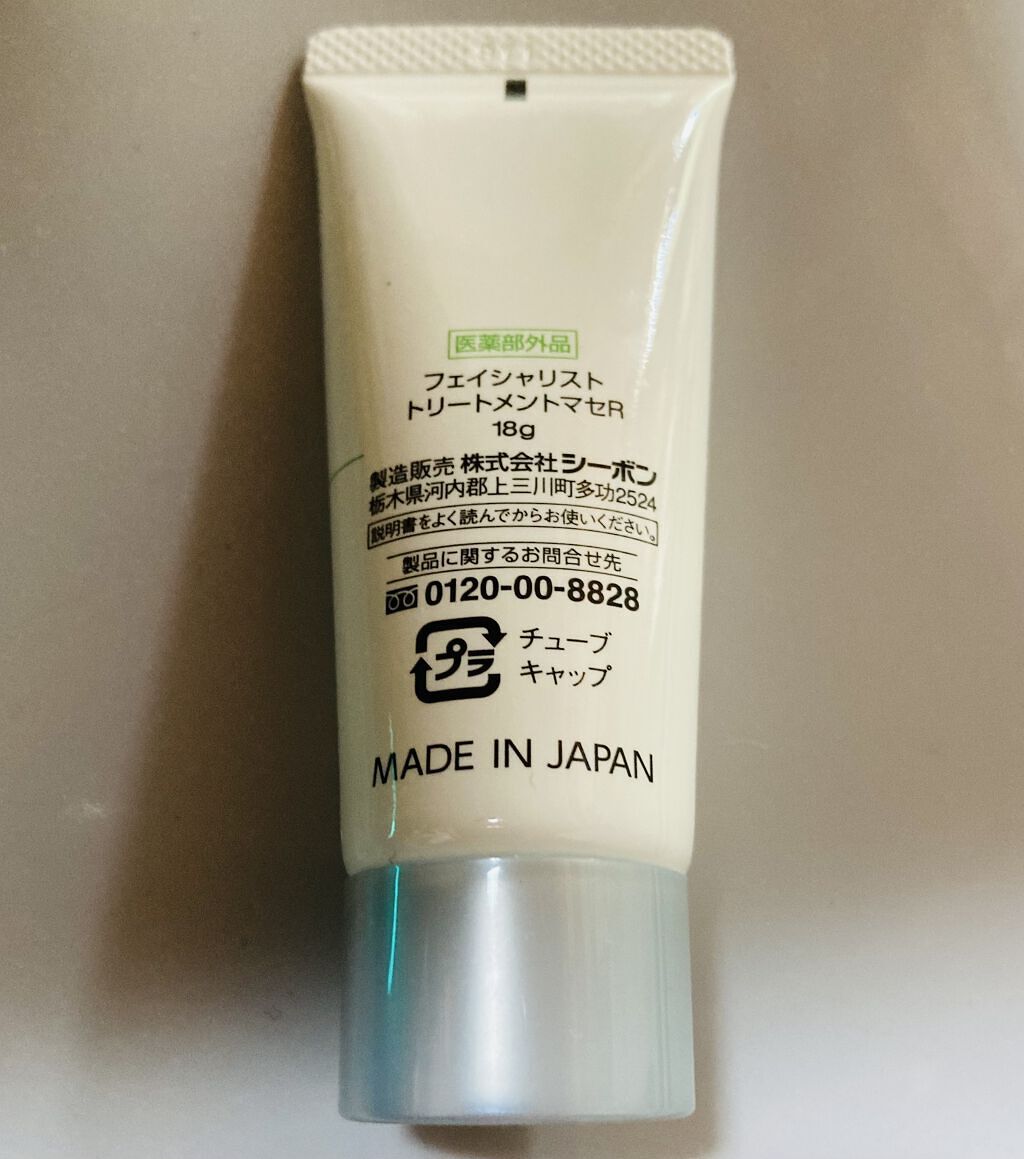 医薬部外品
フェイシャリスト
トリートメントマセR
18g
製造販売 株式会社シーボン
栃木県河内郡上三川町多功2524
説明書をよく読んでからお使いください。
製品に関するお問合せ先
0120-00-8828
プラ チューブ
キャップ
MADE IN JAPAN